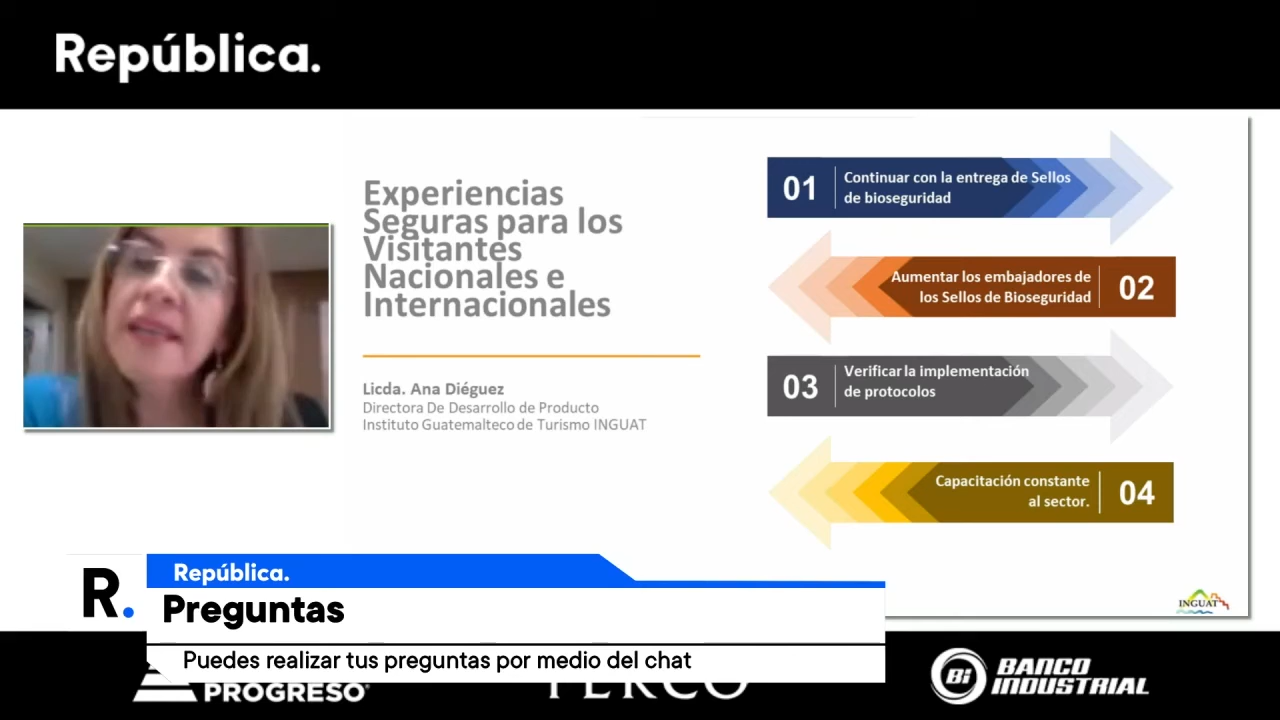 República.
Experiencias
Seguras para los
Visitantes
Nacionales e
Internacionales
Licda. Ana Diéguez
Directora De Desarrollo de Producto
Instituto Guatemalteco de Turismo INGUAT
01
Continuar con la entrega de Sellos
de bioseguridad
Aumentar los embajadores de
los Sellos de Bioseguridad
02
03
Verificar la implementación
de protocolos
Capacitación constante
al sector.
04
INGUAT
R.
República.
Preguntas
Puedes realizar tus preguntas por medio del chat
PROGRESO
Bi
BANCO
INDUSTRIAL